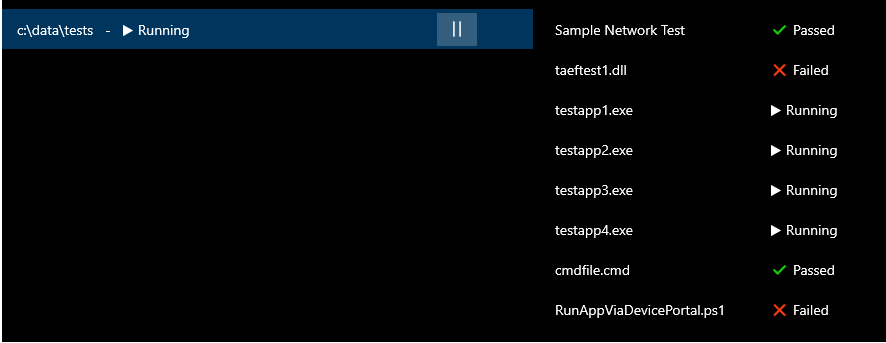 c:\data\tests - Running
Sample Network Test Passed
taeftest1.dll Failed
testapp1.exe Running
testapp2.exe Running
testapp3.exe Running
testapp4.exe Running
cmdfile.cmd Passed
RunAppViaDevicePortal.ps1 Failed